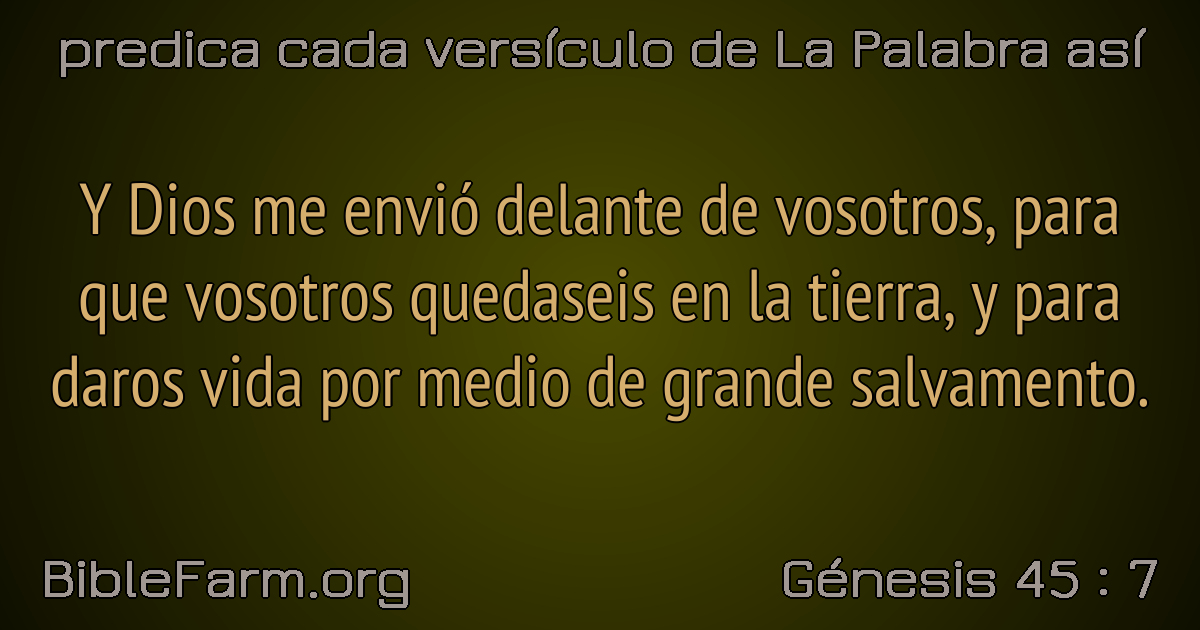 predica cada versículo de La Palabra así
Y Dios me envió delante de vosotros, para
que vosotros quedaseis en la tierra, y para
daros vida por medio de grande salvamento.
BibleFarm.org
Génesis 45 : 7